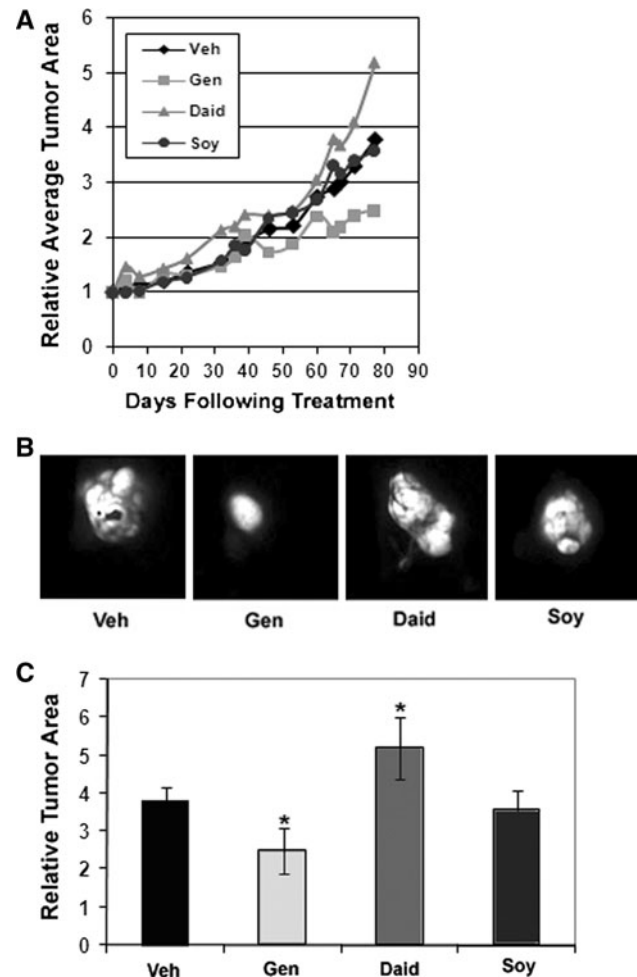 A
Relative Average Tumor Area
6
5
4
3
2
1
0
Veh
Gen
Daid
Soy
0 10 20 30 40 50 60 70 80 90
Days Following Treatment
B
Veh Gen Daid Soy
C
Relative Tumor Area
7
6
5
4
3
2
1
0
*
*
Veh Gen Daid Soy